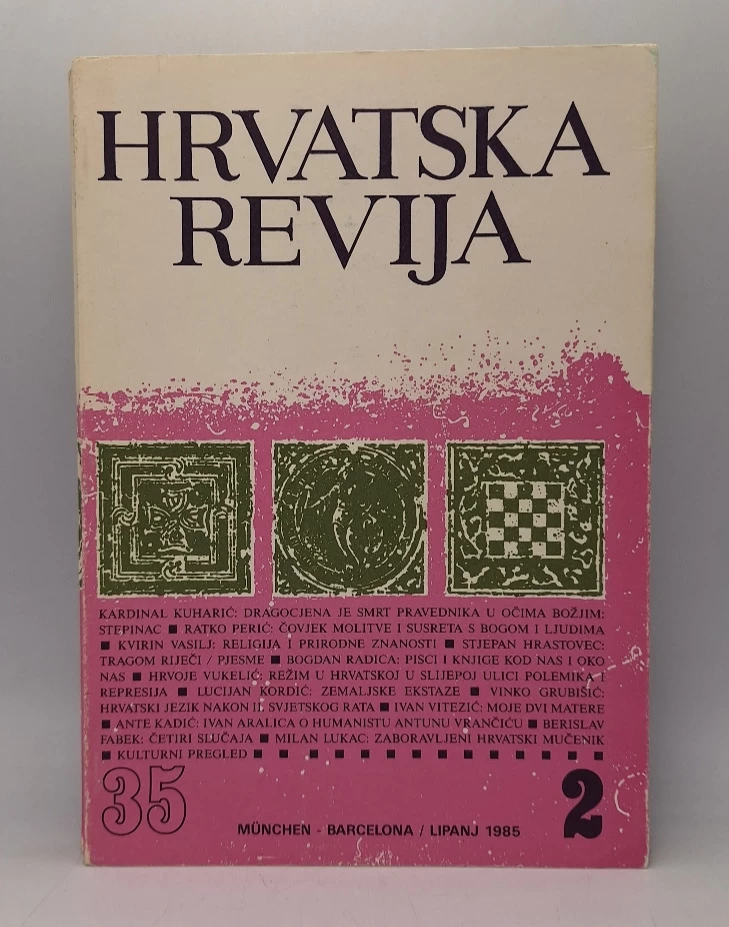 HRVATSKA
REVIJA
KARDINAL KUHARIĆ: DRAGOCJENA JE SMRT PRAVEDNIKA U OČIMA BOŽJIM:
STEPINAC ■ RATKO PERIĆ: ČOVJEK MOLITVE I SUSRETA S BOGOM I LJUDIMA
■ KVIRIN VASILJ: RELIGIJA I PRIRODNE ZNANOSTI ■ STJEPAN HRASTOVEC:
TRAGOM RIJEČI / PJESME ■ BOGDAN RADICA: PISCI I KNJIGE KOD NAS I OKO
NAS ■ HRVOJE VUKELIĆ: REŽIM U HRVATSKOJ U SLIJEPOJ ULICI POLEMIKA I
REPRESIJA ■ LUCIJAN KORDIĆ: ZEMALJSKE EKSTAZE ■ VINKO GRUBIŠIĆ:
HRVATSKI JEZIK NAKON II. SVJETSKOG RATA ■ IVAN VITEZIĆ: MOJE DVI MATERE
■ ANTE KADIĆ: IVAN ARALICA O HUMANISTU ANTUNU VRANČIĆU ■ BERISLAV
FABEK: ČETIRI SLUČAJA ■ MILAN LUKAC: ZABORAVLJENI HRVATSKI MUČENIK
■ KULTURNI PREGLED ■ ■ ■ ■ ■ ■ ■ ■ ■ ■ ■ ■ ■ ■
35
MÜNCHEN - BARCELONA / LIPANJ 1985
2